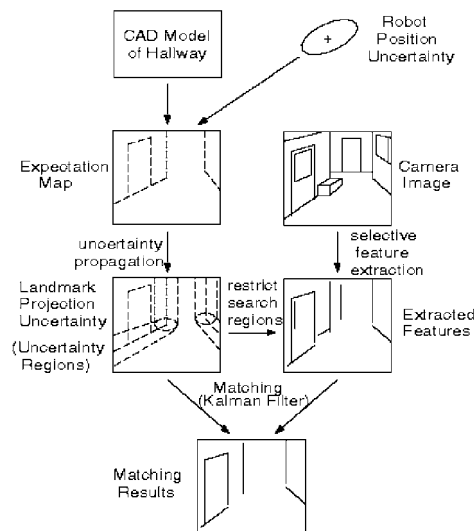 CAD Model
of Hallway
Robot
Position
Uncertainty
Expectation
Map
Camera
Image
uncertainty
propagation
selective
feature
extraction
Landmark
Projection
Uncertainty
(Uncertainty
Regions)
restrict
search
regions
Extracted
Features
Matching
(Kalman Filter)
Matching
Results